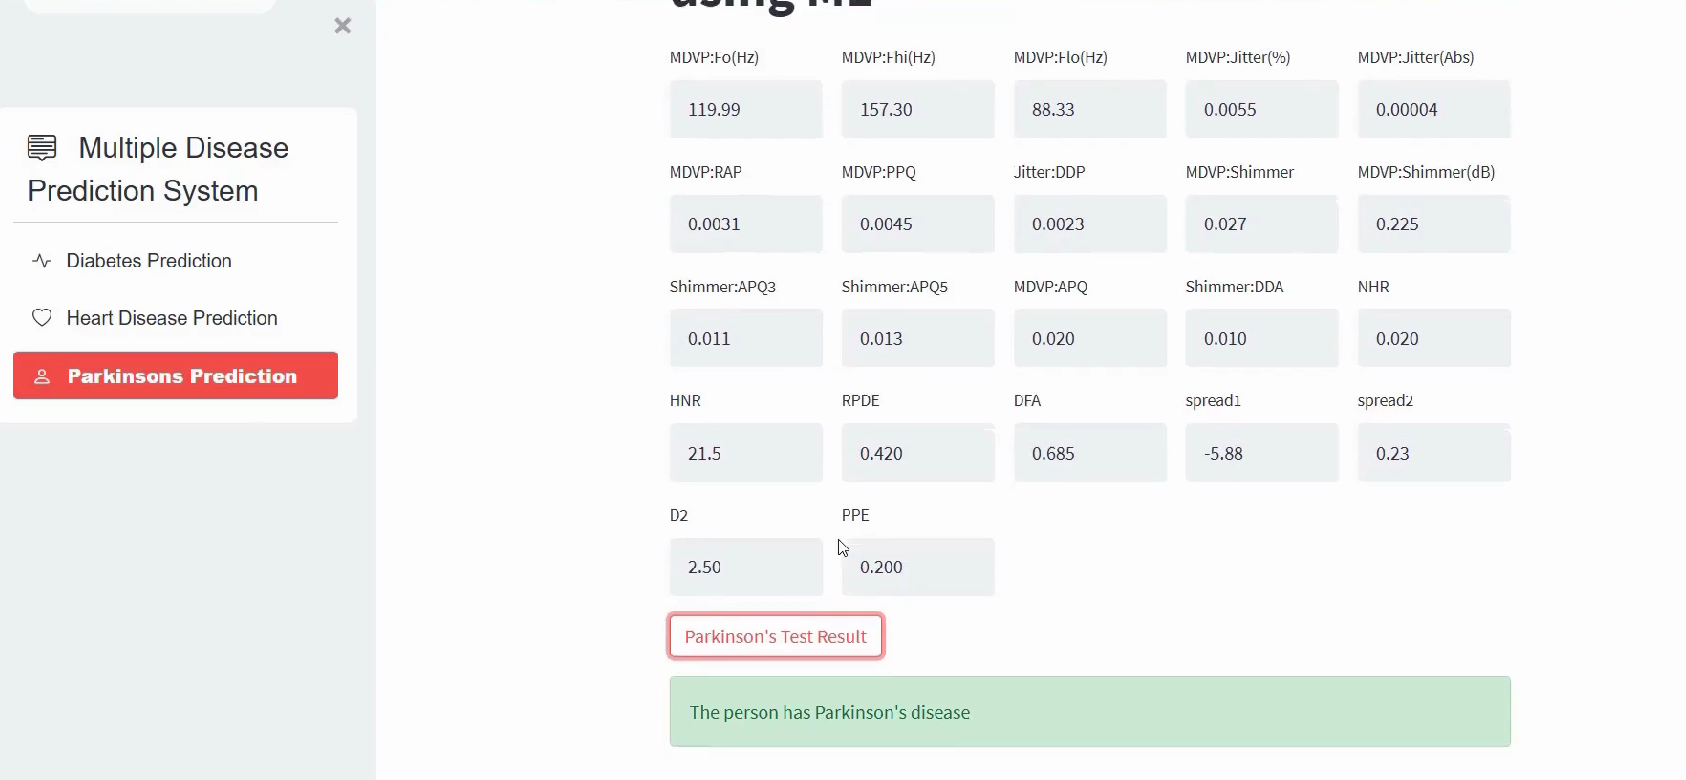 using ML
Multiple Disease
Prediction System
Diabetes Prediction
Heart Disease Prediction
Parkinsons Prediction
MDVP:Fo(Hz) MDVP:Fhi(Hz) MDVP:Flo(Hz) MDVP:Jitter(%) MDVP:Jitter(Abs)
119.99 157.30 88.33 0.0055 0.00004
MDVP:RAP MDVP:PPQ Jitter:DDP MDVP:Shimmer MDVP:Shimmer(dB)
0.0031 0.0045 0.0023 0.027 0.225
Shimmer:APQ3 Shimmer:APQ5 MDVP:APQ Shimmer:DDA NHR
0.011 0.013 0.020 0.010 0.020
HNR RPDE DFA spread1 spread2
21.5 0.420 0.685 -5.88 0.23
D2 PPE
2.50 0.200
Parkinson's Test Result
The person has Parkinson's disease